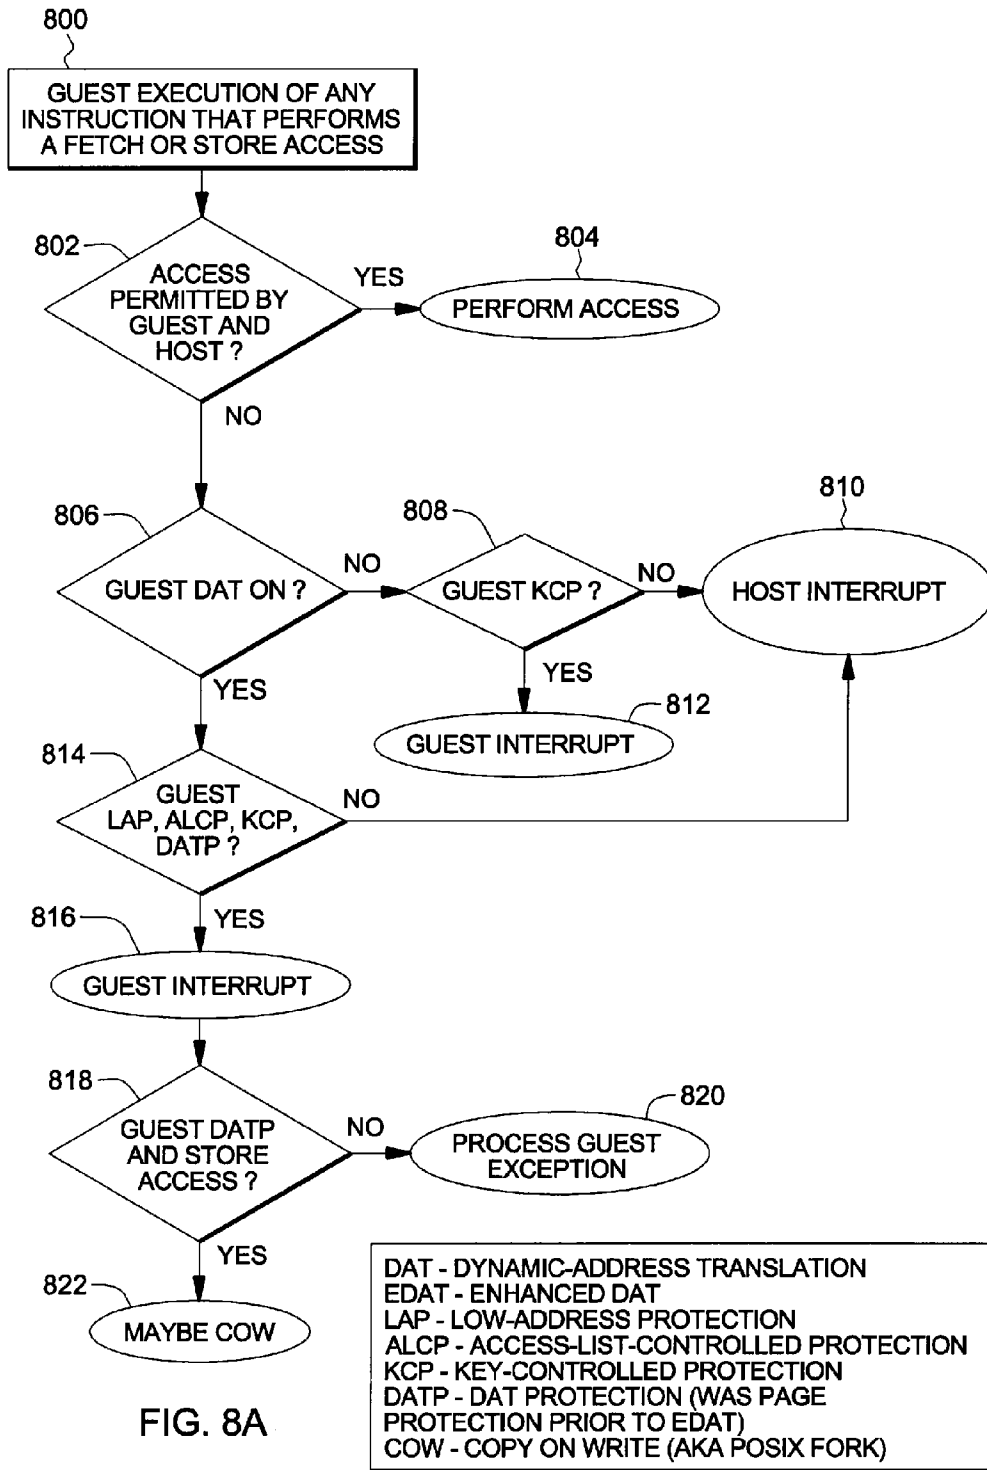 800
GUEST EXECUTION OF ANY
INSTRUCTION THAT PERFORMS
A FETCH OR STORE ACCESS
802
ACCESS
PERMITTED BY
GUEST AND
HOST ?
YES
804
PERFORM ACCESS
NO
806
GUEST DAT ON ?
NO
808
GUEST KCP ?
NO
810
HOST INTERRUPT
YES
812
GUEST INTERRUPT
YES
814
GUEST
LAP, ALCP, KCP,
DATP ?
NO
YES
816
GUEST INTERRUPT
818
GUEST DATP
AND STORE
ACCESS ?
NO
820
PROCESS GUEST
EXCEPTION
YES
822
MAYBE COW
DAT - DYNAMIC-ADDRESS TRANSLATION
EDAT - ENHANCED DAT
LAP - LOW-ADDRESS PROTECTION
ALCP - ACCESS-LIST-CONTROLLED PROTECTION
KCP - KEY-CONTROLLED PROTECTION
DATP - DAT PROTECTION (WAS PAGE
PROTECTION PRIOR TO EDAT)
COW - COPY ON WRITE (AKA POSIX FORK)
FIG. 8A